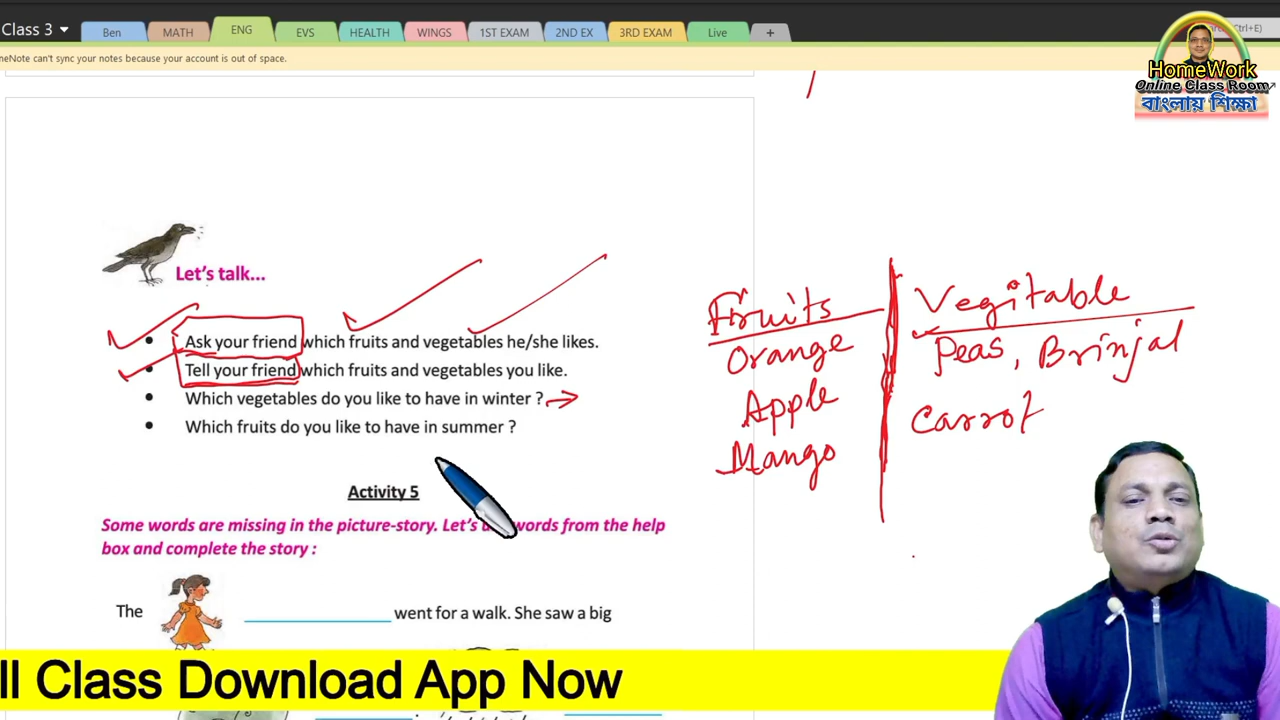 Class 3
Ben
MATH
ENG
EVS
HEALTH
WINGS
1ST EXAM
2ND EX
3RD EXAM
Live
+
neNote can't sync your notes because your account is out of space.
(Ctrl+E)
HomeWork
Online Class Room
বাংলায় শিক্ষা
Let's talk...
Ask your friend which fruits and vegetables he/she likes.
Tell your friend which fruits and vegetables you like.
Which vegetables do you like to have in winter ?
Which fruits do you like to have in summer ?
Fruits
Orange
Apple
Mango
Vegitable
Peas, Brinjal
Carrot
Activity 5
Some words are missing in the picture-story. Let's words from the help
box and complete the story :
The went for a walk. She saw a big
ll Class Download App Now